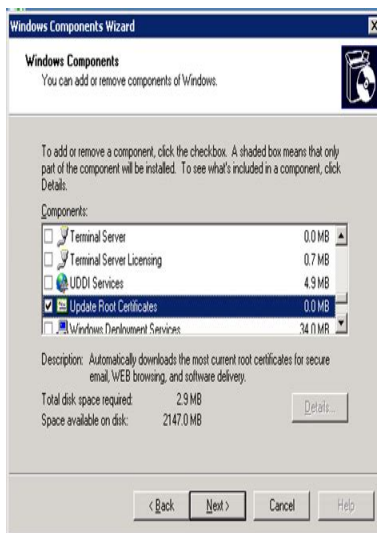 Windows Components Wizard
X
Windows Components
You can add or remove components of Windows.
To add or remove a component, click the checkbox. A shaded box means that only
part of the component will be installed. To see what's included in a component, click
Details.
Components:
Terminal Server 0.0 MB
Terminal Server Licensing 0.7 MB
UDDI Services 4.9 MB
Update Root Certificates 0.0 MB
Windows Deployment Services 34.0 MB
Description: Automatically downloads the most current root certificates for secure
email, WEB browsing, and software delivery.
Total disk space required: 2.9 MB
Space available on disk: 2147.0 MB
Details...
< Back Next > Cancel Help